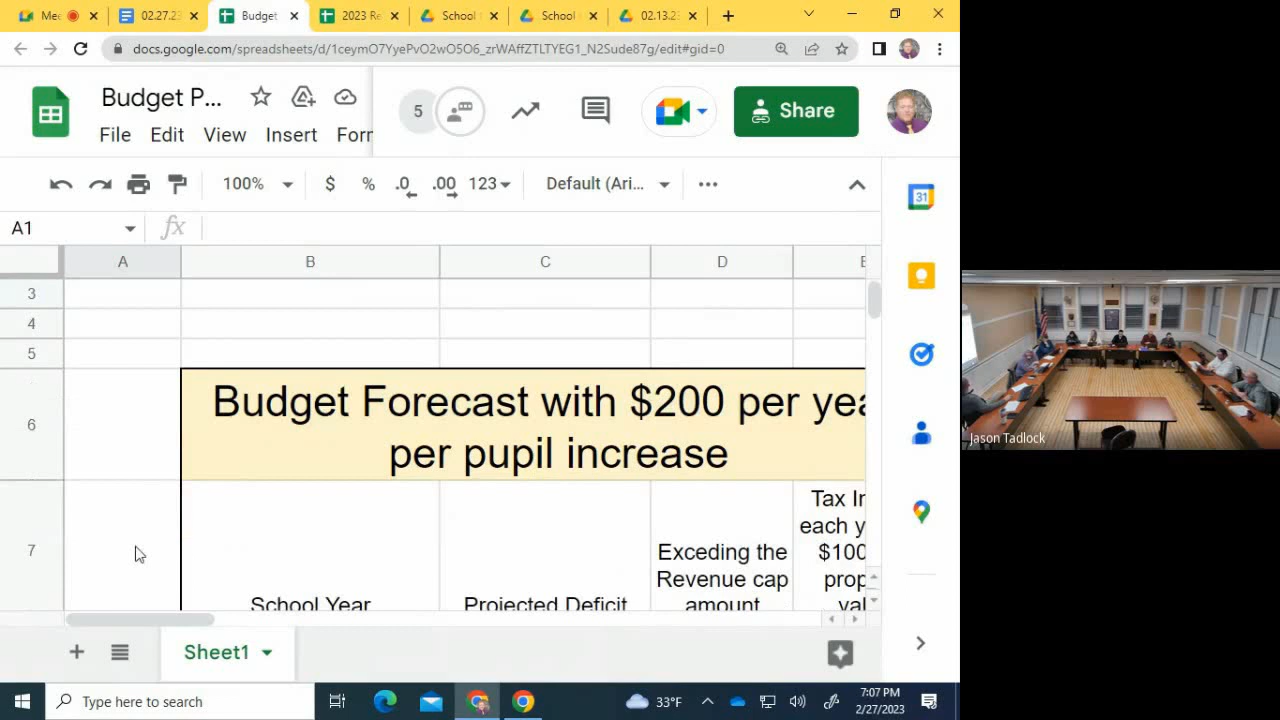 Mee
02.27.23
Budget
2023 Re
School
School
02.13.23
docs.google.com/spreadsheets/d/1ceymO7YyePvO2wO5O6_zrWAffZTLTYEG1_N2Sude87g/edit#gid=0
Budget P...
5
Share
File Edit View Insert Forr
100% $ % .0 .00 123 Default (Ari...
A1
fx
31
A B C D E
3
4
5
6
Budget Forecast with $200 per yea
per pupil increase
7
School Year
Projected Deficit
Exceding the
Revenue cap
amount
Tax In
each y
$100
prop
val
Sheet1
Jason Tadlock
Type here to search
33°F
7:07 PM
2/27/2023